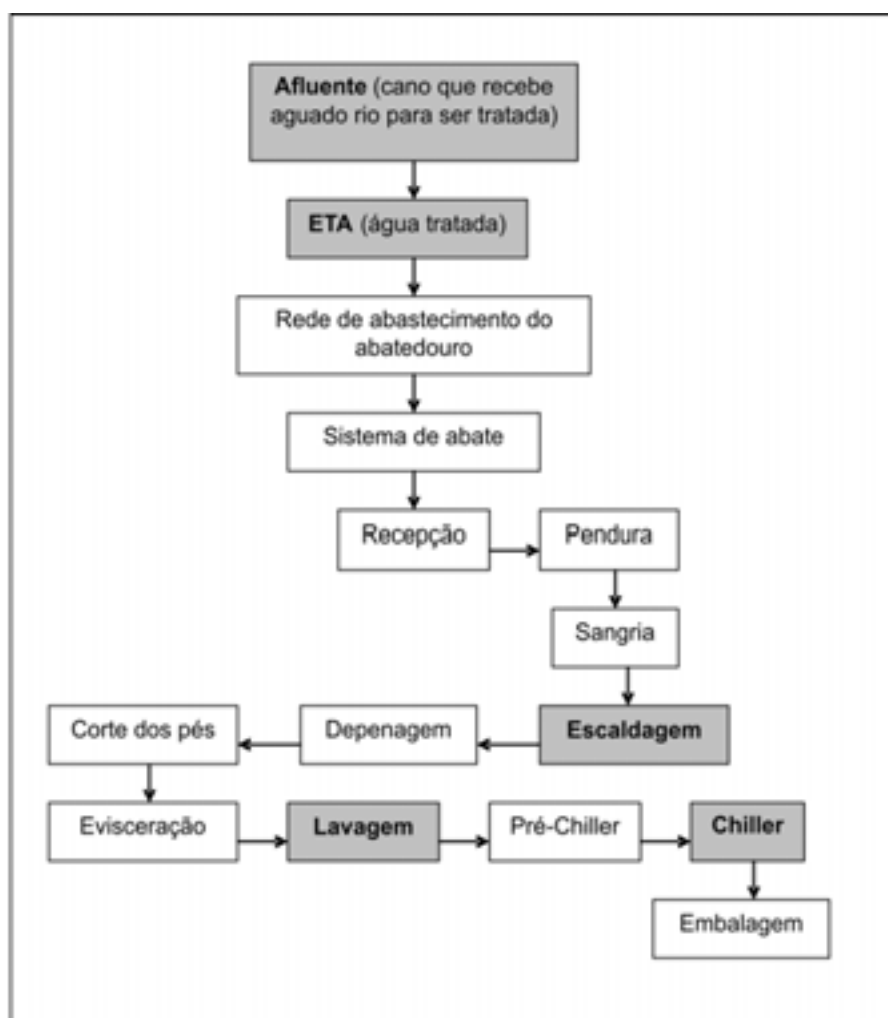 Afluente (cano que recebe
aguado rio para ser tratada)
ETA (água tratada)
Rede de abastecimento do
abatedouro
Sistema de abate
Recepção
Pendura
Sangria
Escaldagem
Depenagem
Corte dos pés
Evisceração
Lavagem
Pré-Chiller
Chiller
Embalagem